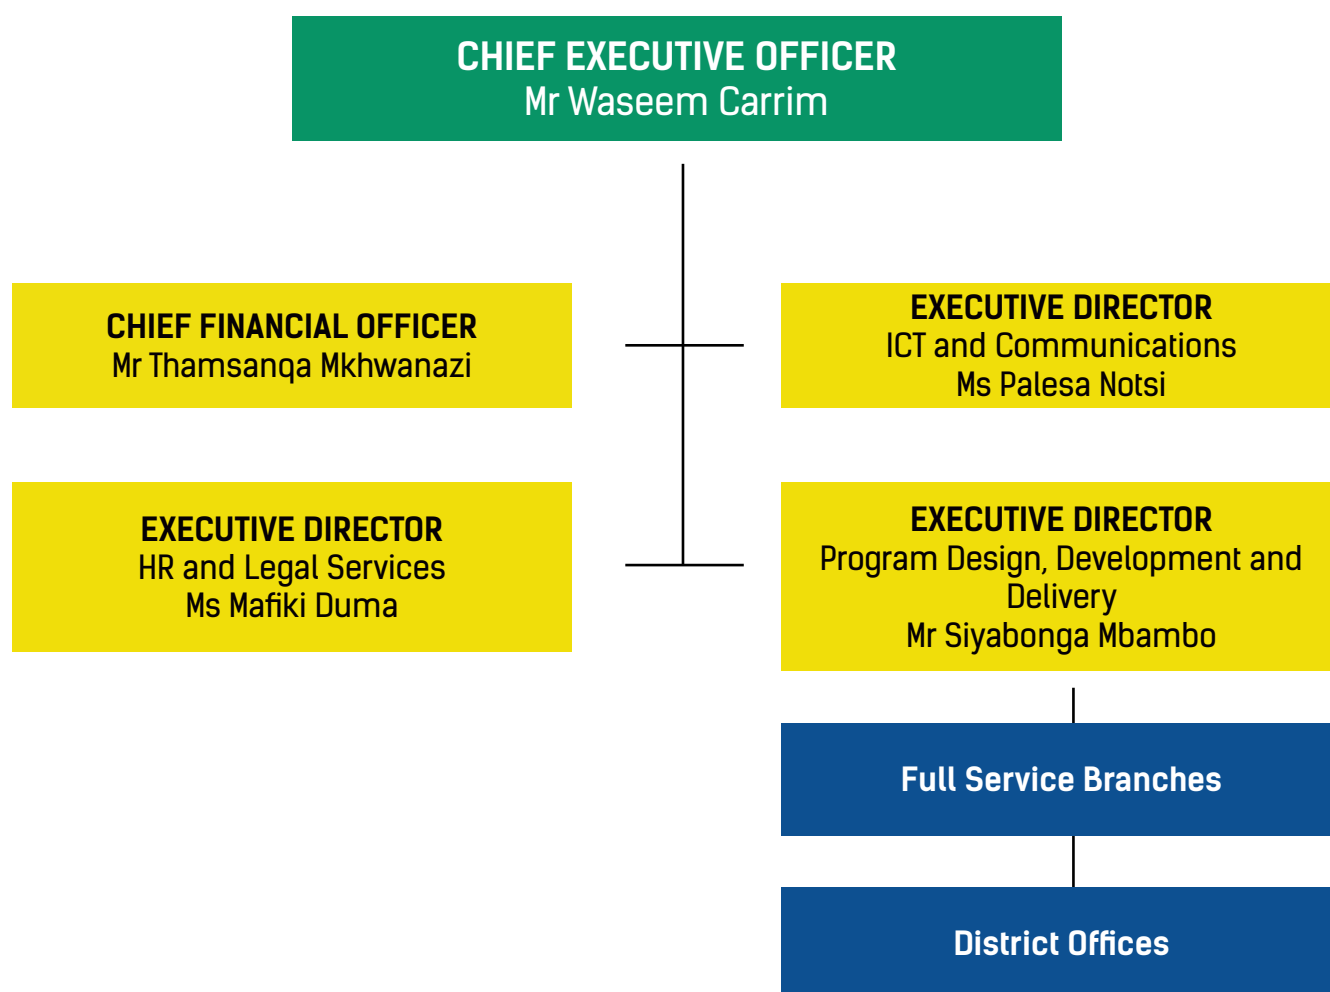 CHIEF EXECUTIVE OFFICER
Mr Waseem Carrim
CHIEF FINANCIAL OFFICER
Mr Thamsanqa Mkhwanazi
EXECUTIVE DIRECTOR
ICT and Communications
Ms Palesa Notsi
EXECUTIVE DIRECTOR
HR and Legal Services
Ms Mafiki Duma
EXECUTIVE DIRECTOR
Program Design, Development and
Delivery
Mr Siyabonga Mbambo
Full Service Branches
District Offices